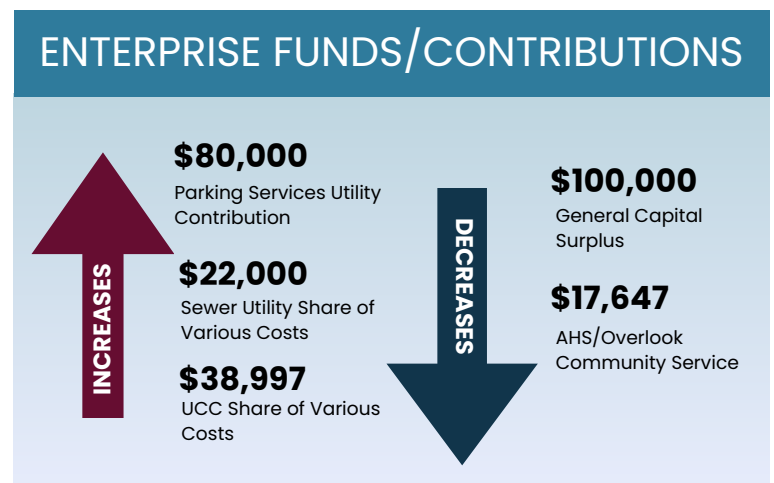 ENTERPRISE FUNDS/CONTRIBUTIONS
INCREASES
$80,000
Parking Services Utility
Contribution
$22,000
Sewer Utility Share of
Various Costs
$38,997
UCC Share of Various
Costs
DECREASES
$100,000
General Capital
Surplus
$17,647
AHS/Overlook
Community Service